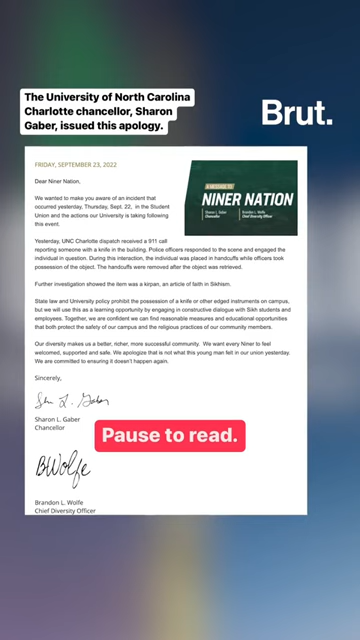 The University of North Carolina
Charlotte chancellor, Sharon
Gaber, issued this apology.
Brut.
FRIDAY, SEPTEMBER 23, 2022
Dear Niner Nation,
We wanted to make you aware of an incident that
occurred yesterday, Thursday, Sept. 22, in the Student
Union and the actions our University is taking following
this event.
A MESSAGE TO
NINER NATION
Sharon L. Gaber
Chancellor
Brandon L. Wolfe
Chief Diversity Officer
Yesterday, UNC Charlotte dispatch received a 911 call
reporting someone with a knife in the building. Police officers responded to the scene and engaged the
individual in question. During this interaction, the individual was placed in handcuffs while officers took
possession of the object. The handcuffs were removed after the object was retrieved.
Further investigation showed the item was a kirpan, an article of faith in Sikhism.
State law and University policy prohibit the possession of a knife or other edged instruments on campus,
but we will use this as a learning opportunity by engaging in constructive dialogue with Sikh students and
employees. Together, we are confident we can find reasonable measures and educational opportunities
that both protect the safety of our campus and the religious practices of our community members.
Our diversity makes us a better, richer, more successful community. We want every Niner to feel
welcomed, supported and safe. We apologize that is not what this young man felt in our union yesterday.
We are committed to ensuring it doesn't happen again.
Sincerely,
Sharon L. Gaber
Sharon L. Gaber
Chancellor
Pause to read.
BWolfe
Brandon L. Wolfe
Chief Diversity Officer